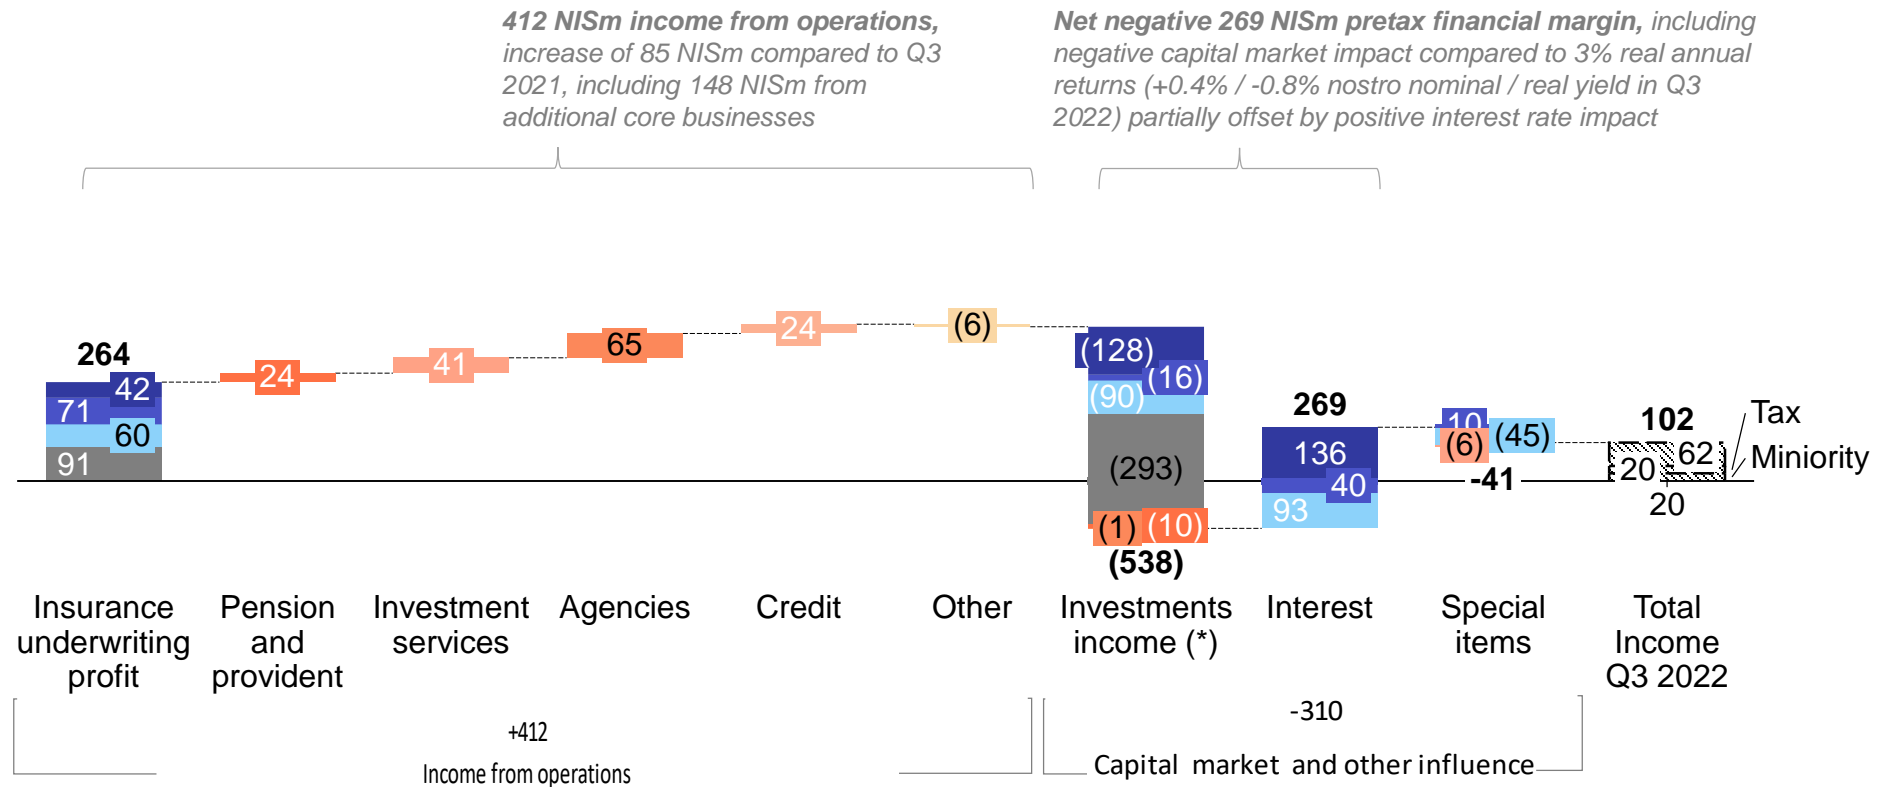 412 NISm income from operations,
increase of 85 NISm compared to Q3
2021, including 148 NISm from
additional core businesses
Net negative 269 NISm pretax financial margin, including
negative capital market impact compared to 3% real annual
returns (+0.4% / -0.8% nostro nominal / real yield in Q3
2022) partially offset by positive interest rate impact
264
42
71
60
91
24
41
65
24
(6)
(128)
(16)
(90)
(293)
(1)
(10)
(538)
269
136
40
93
10
(6)
(45)
-41
102
20
62
20
Tax
Miniority
Insurance
underwriting
profit
Pension
and
provident
Investment
services
Agencies
Credit
Other
Investments
income (*)
Interest
Special
items
Total
Income
Q3 2022
+412
Income from operations
-310
Capital market and other influence